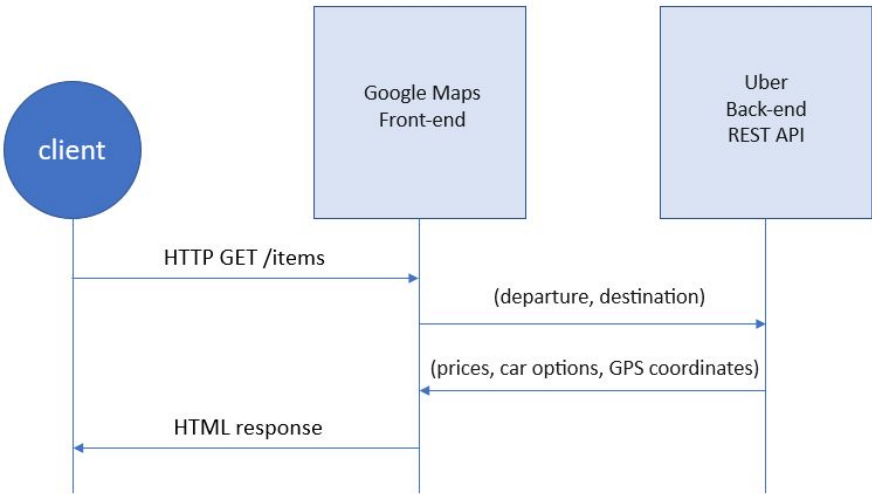 client
Google Maps
Front-end
Uber
Back-end
REST API
HTTP GET /items
(departure, destination)
(prices, car options, GPS coordinates)
HTML response